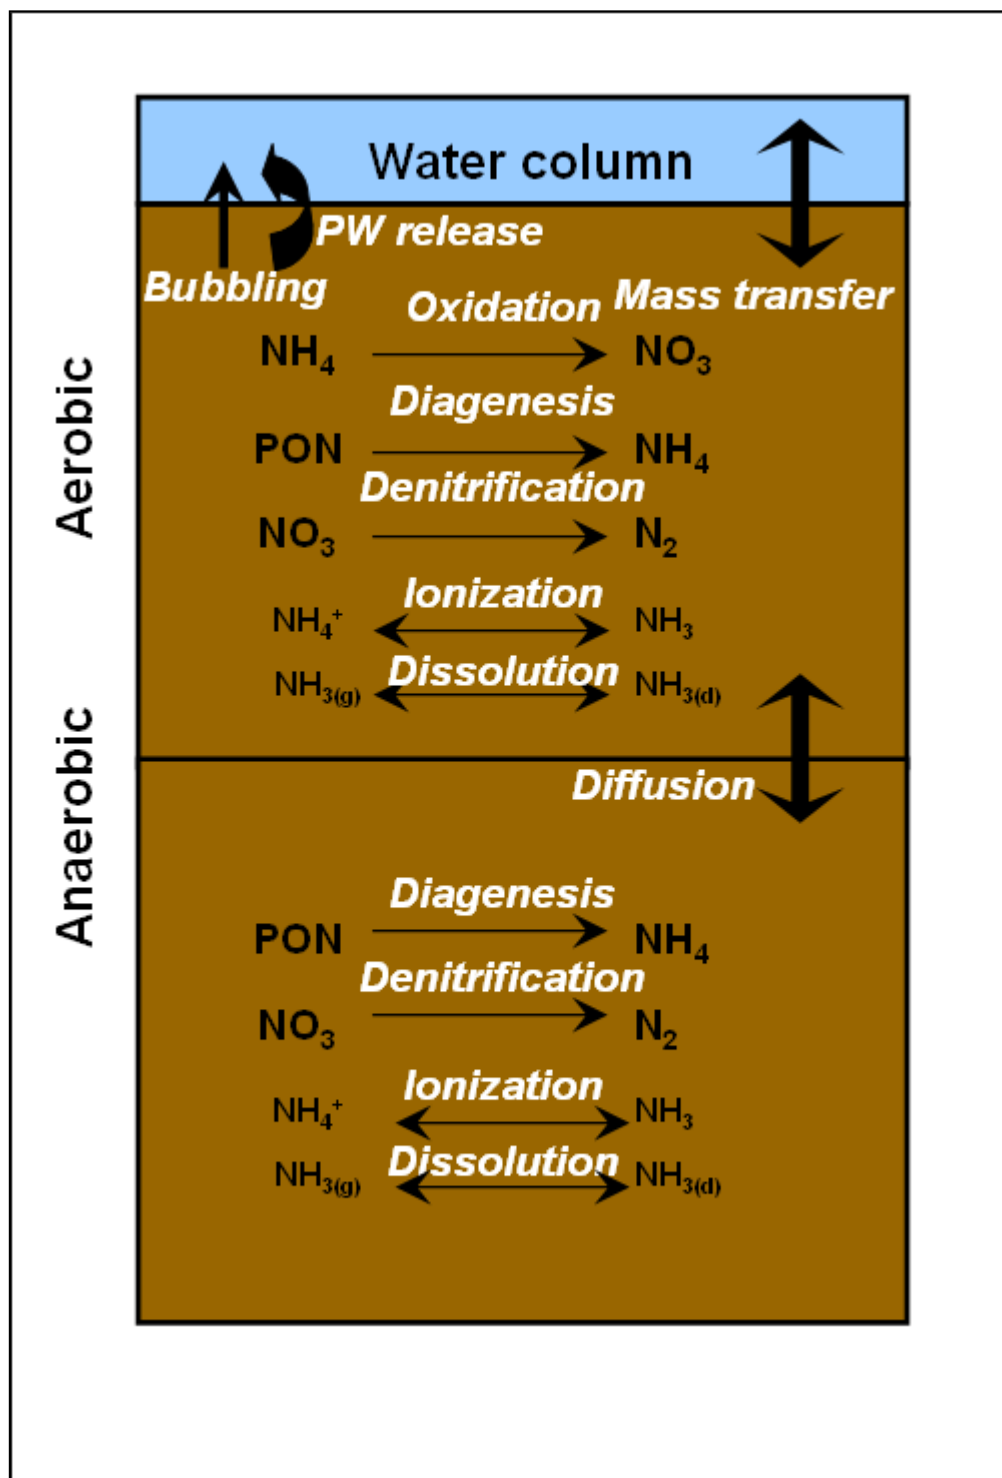 Water column
PW release
Bubbling
Mass transfer
Oxidation
NH₄ NO₃
Diagenesis
PON NH₄
Denitrification
NO₃ N₂
Ionization
NH₄⁺ NH₃
Dissolution
NH₃(g) NH₃(d)
Aerobic
Diffusion
Anaerobic
Diagenesis
PON NH₄
Denitrification
NO₃ N₂
Ionization
NH₄⁺ NH₃
Dissolution
NH₃(g) NH₃(d)